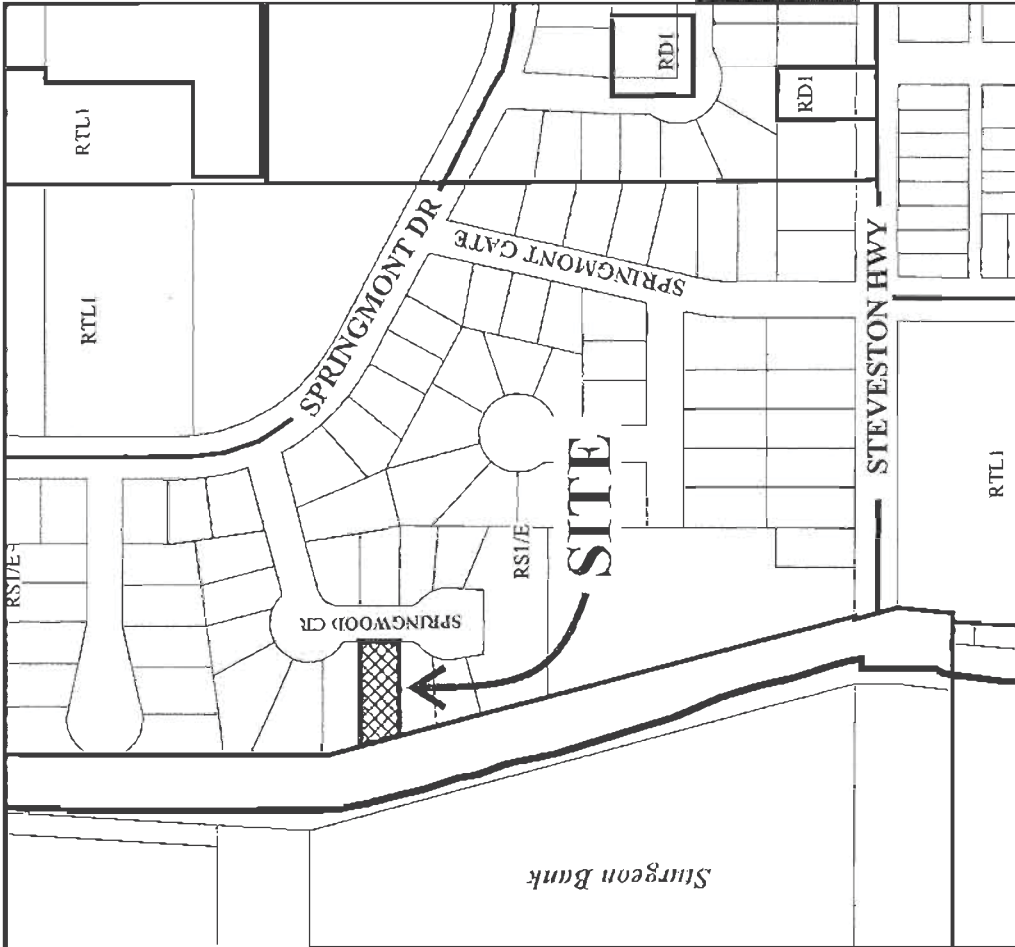 RTL1
RD1
RD1
RTL1
SPRINGMONT DR
SPRINGMONT GATE
STEVESTON HWY
RS1/E
SPRINGWOOD CR
RS1/E
SITE
RTL1
Sturgeon Bank